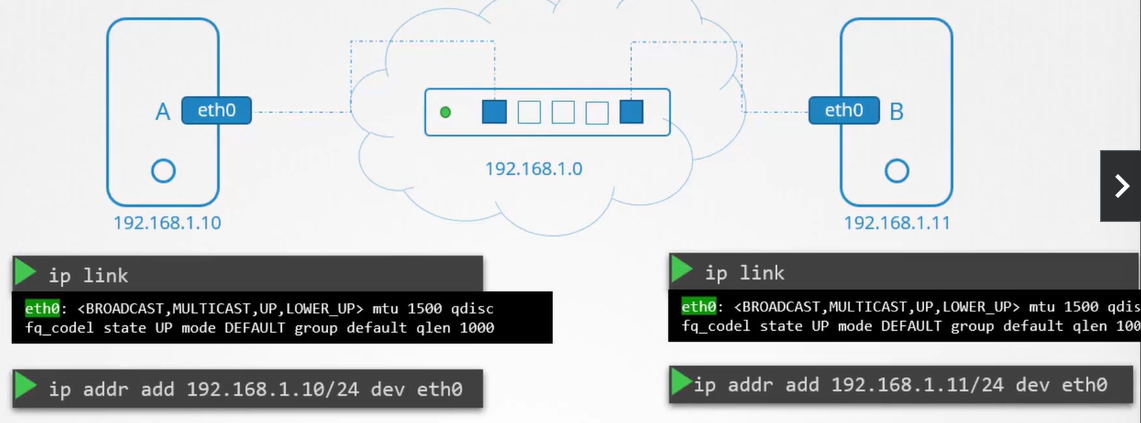 A eth0
eth0 B
192.168.1.0
192.168.1.10
192.168.1.11
ip link
eth0: <BROADCAST,MULTICAST,UP,LOWER_UP> mtu 1500 qdisc
fq_codel state UP mode DEFAULT group default qlen 1000
ip addr add 192.168.1.10/24 dev eth0
ip link
eth0: <BROADCAST,MULTICAST,UP,LOWER_UP> mtu 1500 qdis
fq_codel state UP mode DEFAULT group default qlen 100
ip addr add 192.168.1.11/24 dev eth0